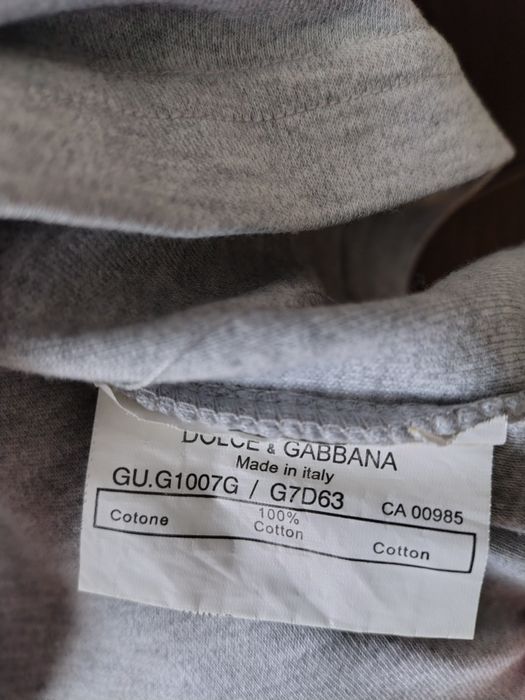 DOLCE & GABBANA
Made in italy
GU.G1007G / G7D63 CA 00985
Cotone 100% Cotton Cotton